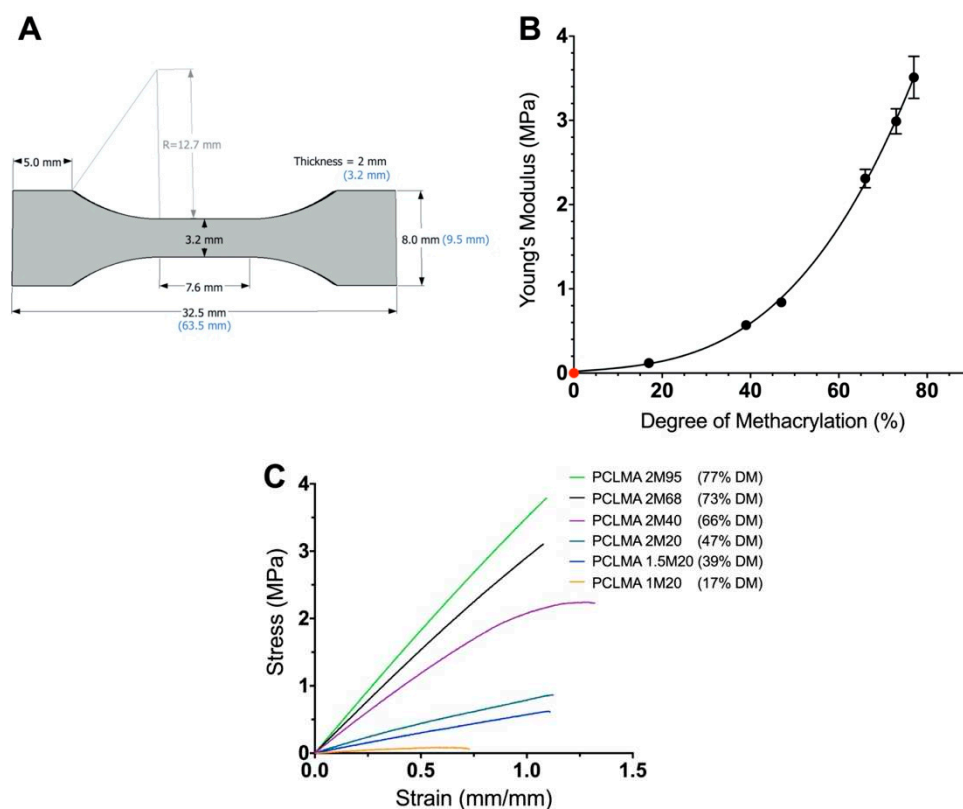 A
R=12.7 mm
5.0 mm
Thickness = 2 mm
(3.2 mm)
3.2 mm
8.0 mm (9.5 mm)
7.6 mm
32.5 mm
(63.5 mm)
B
Young's Modulus (MPa)
4
3
2
1
0
0 20 40 60 80
Degree of Methacrylation (%)
C
Stress (MPa)
4
3
2
1
0
0.0 0.5 1.0 1.5
Strain (mm/mm)
PCLMA 2M95 (77% DM)
PCLMA 2M68 (73% DM)
PCLMA 2M40 (66% DM)
PCLMA 2M20 (47% DM)
PCLMA 1.5M20 (39% DM)
PCLMA 1M20 (17% DM)